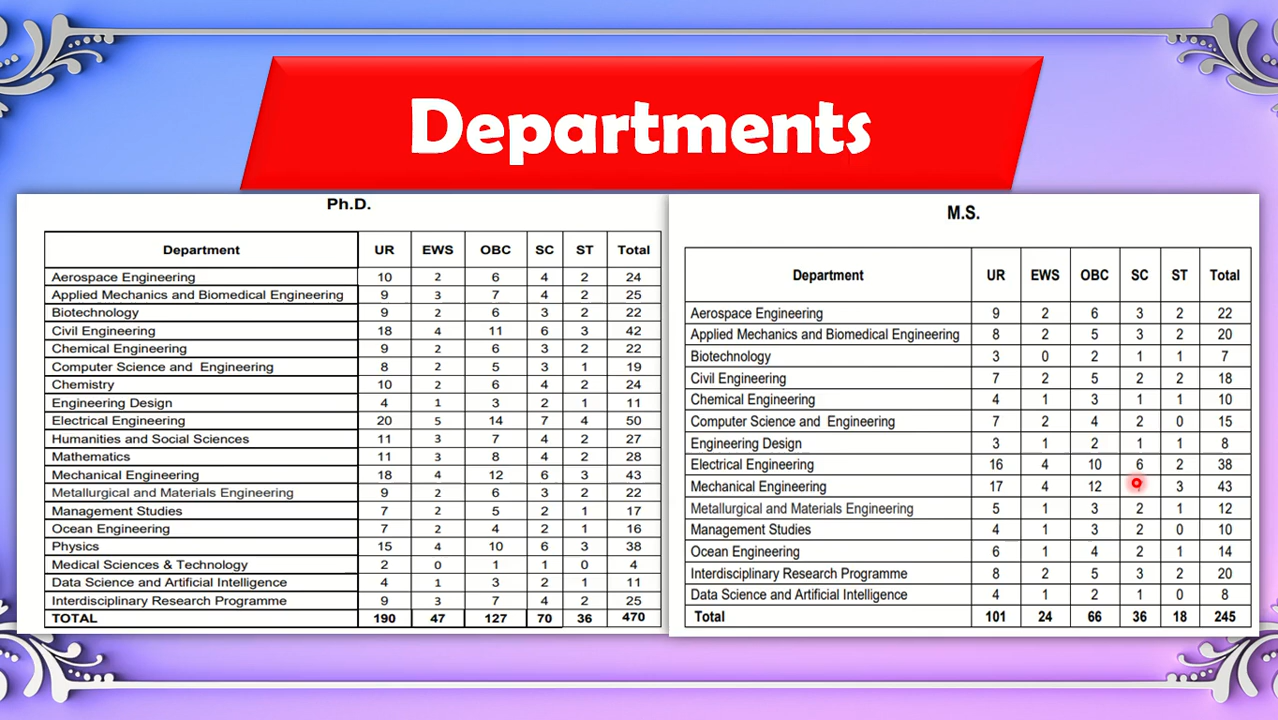 Departments
Ph.D.
Department UR EWS OBC SC ST Total
Aerospace Engineering 10 2 6 4 2 24
Applied Mechanics and Biomedical Engineering 9 3 7 4 2 25
Biotechnology 9 2 6 3 2 22
Civil Engineering 18 4 11 6 3 42
Chemical Engineering 9 2 6 3 2 22
Computer Science and Engineering 8 2 5 3 1 19
Chemistry 10 2 6 4 2 24
Engineering Design 4 1 3 2 1 11
Electrical Engineering 20 5 14 7 4 50
Humanities and Social Sciences 11 3 7 4 2 27
Mathematics 11 3 8 4 2 28
Mechanical Engineering 18 4 12 6 3 43
Metallurgical and Materials Engineering 9 2 6 3 2 22
Management Studies 7 2 5 2 1 17
Ocean Engineering 7 2 4 2 1 16
Physics 15 4 10 6 3 38
Medical Sciences & Technology 2 0 1 1 0 4
Data Science and Artificial Intelligence 4 1 3 2 1 11
Interdisciplinary Research Programme 9 3 7 4 2 25
TOTAL 190 47 127 70 36 470
M.S.
Department UR EWS OBC SC ST Total
Aerospace Engineering 9 2 6 3 2 22
Applied Mechanics and Biomedical Engineering 8 2 5 3 2 20
Biotechnology 3 0 2 1 1 7
Civil Engineering 7 2 5 2 2 18
Chemical Engineering 4 1 3 1 1 10
Computer Science and Engineering 7 2 4 2 0 15
Engineering Design 3 1 2 1 1 8
Electrical Engineering 16 4 10 6 2 38
Mechanical Engineering 17 4 12 3 43
Metallurgical and Materials Engineering 5 1 3 2 1 12
Management Studies 4 1 3 2 0 10
Ocean Engineering 6 1 4 2 1 14
Interdisciplinary Research Programme 8 2 5 3 2 20
Data Science and Artificial Intelligence 4 1 2 1 0 8
Total 101 24 66 36 18 245